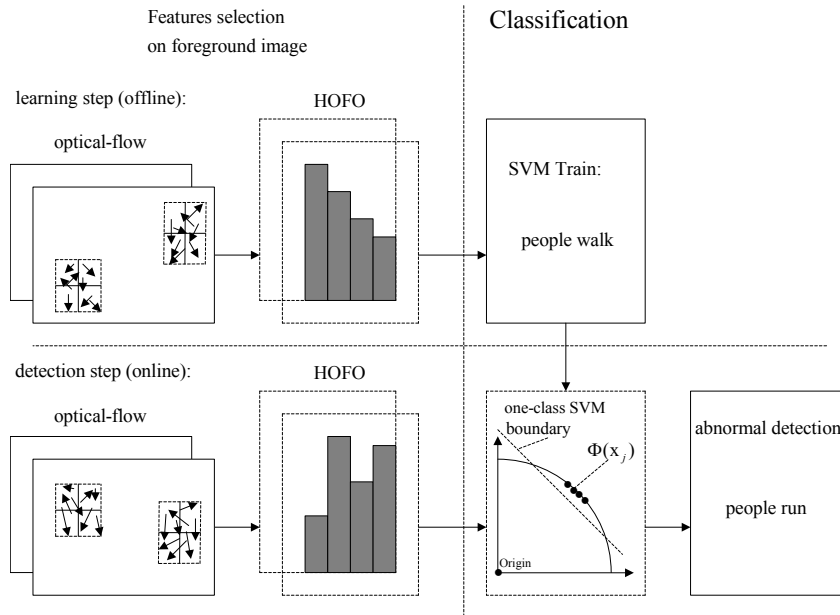 Features selection
on foreground image
Classification
learning step (offline):
HOFO
optical-flow
SVM Train:
people walk
detection step (online):
HOFO
optical-flow
one-class SVM
boundary
Φ(x j)
Origin
abnormal detection
people run